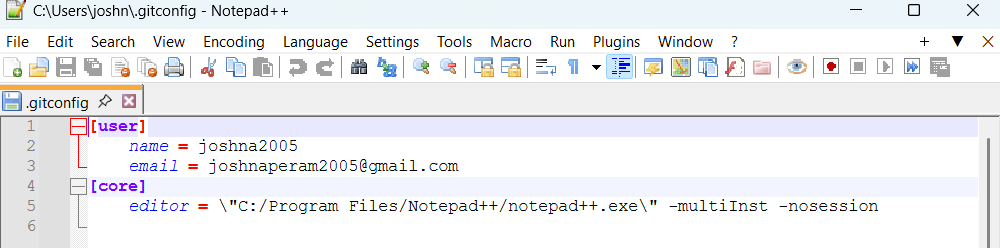 C:\Users\joshn\.gitconfig - Notepad++
File Edit Search View Encoding Language Settings Tools Macro Run Plugins Window ? + ▼ X
.gitconfig
1 [user]
2 name = joshna2005
3 email = joshnaperam2005@gmail.com
4 [core]
5 editor = \"C:/Program Files/Notepad++/notepad++.exe\" -multiInst -nosession
6